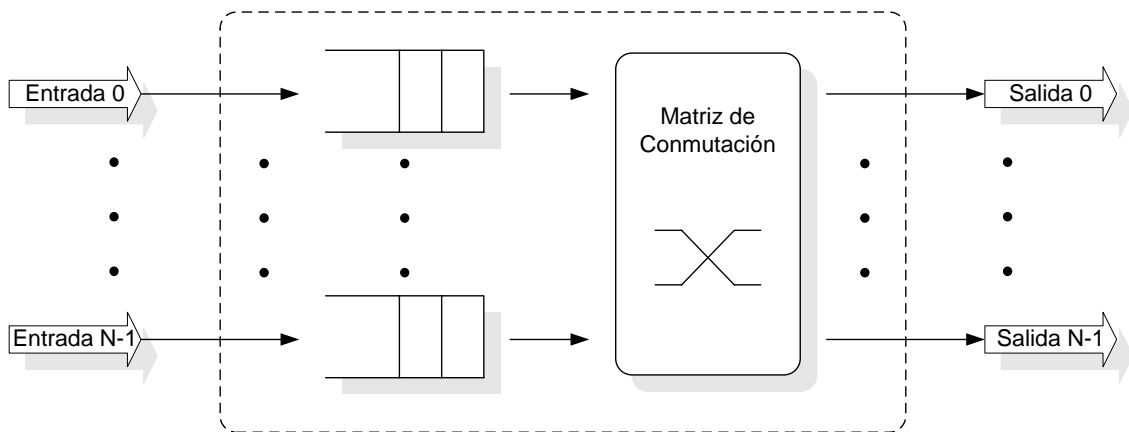 Entrada 0
Salida 0
Matriz de
Conmutación
Entrada N-1
Salida N-1